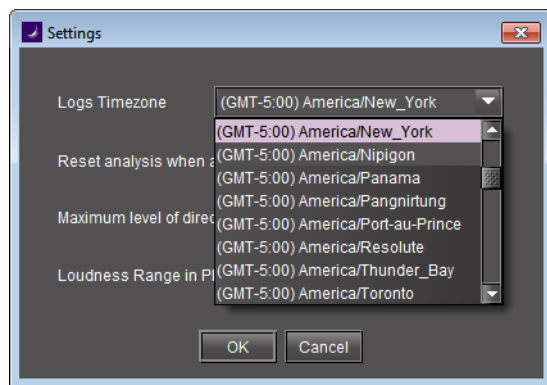 Settings
Logs Timezone
(GMT-5:00) America/New_York
(GMT-5:00) America/New_York
(GMT-5:00) America/Nipigon
Reset analysis when
(GMT-5:00) America/Panama
(GMT-5:00) America/Pangnirtung
Maximum level of
(GMT-5:00) America/Port-au-Prince
(GMT-5:00) America/Resolute
Loudness Range in
(GMT-5:00) America/Thunder_Bay
(GMT-5:00) America/Toronto
OK
Cancel